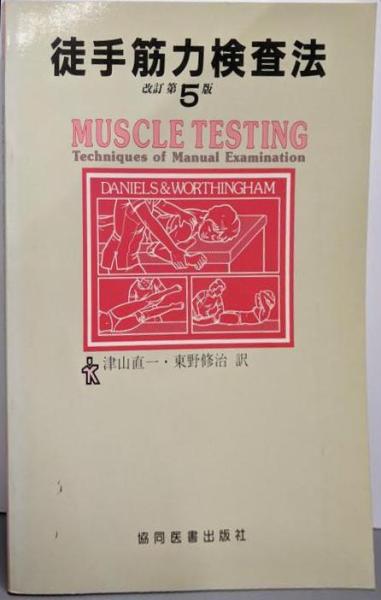 徒手筋力検査法
改訂第5版
MUSCLE TESTING
Techniques of Manual Examination
DANIELS & WORTHINGHAM
津山直一・東野修治 訳
協同医書出版社